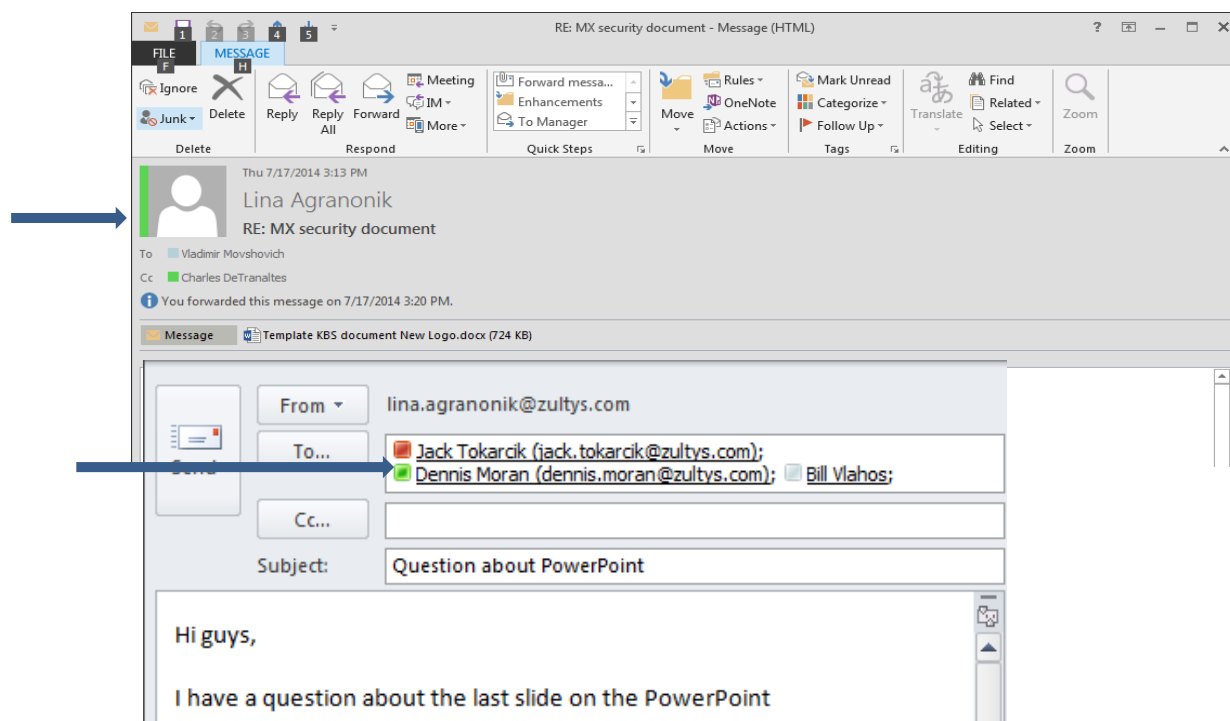 1 2 3 4 5
RE: MX security document - Message (HTML)
?
FILE MESSAGE
F H
Ignore
Junk
Delete
Reply
Reply All
Forward
Meeting
IM
More
Forward messa...
Enhancements
To Manager
Move
Rules
OneNote
Actions
Mark Unread
Categorize
Follow Up
Translate
Find
Related
Select
Zoom
Delete Respond Quick Steps Move Tags Editing Zoom
Thu 7/17/2014 3:13 PM
Lina Agranonik
RE: MX security document
To Vladimir Movshovich
Cc Charles DeTranaltes
You forwarded this message on 7/17/2014 3:20 PM.
Message Template KBS document New Logo.docx (724 KB)
From lina.agranonik@zultys.com
Send
To... Jack Tokarcik (jack.tokarcik@zultys.com);
Dennis Moran (dennis.moran@zultys.com); Bill Vlahos;
Cc...
Subject: Question about PowerPoint
Hi guys,
I have a question about the last slide on the PowerPoint